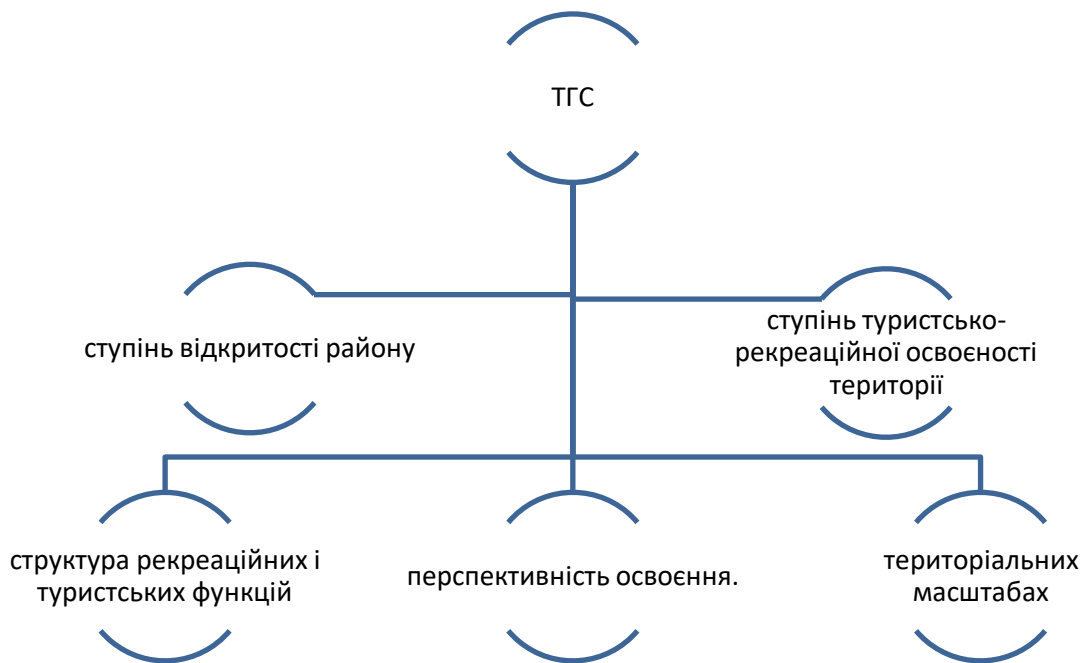 ТГС
ступінь відкритості району
ступінь туристсько-
рекреаційної освоєності
території
структура рекреаційних і
туристських функцій
перспективність освоєння.
територіальних
масштабах